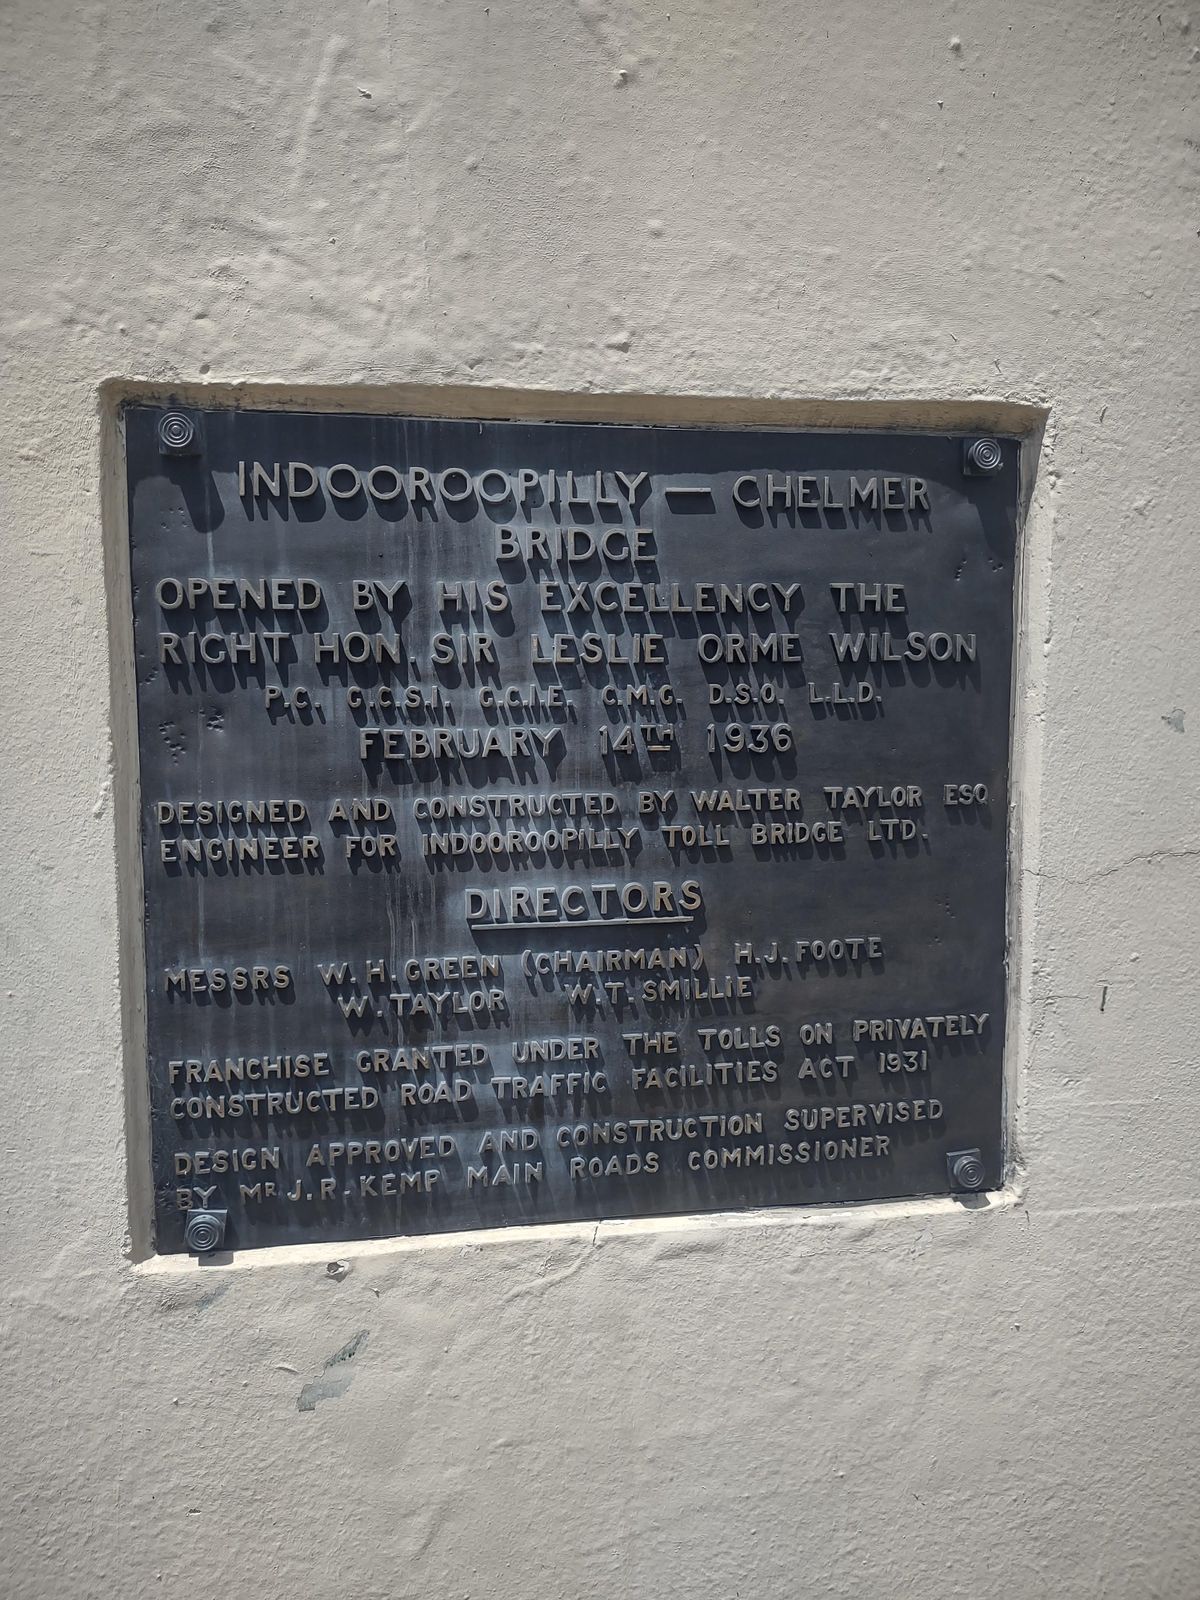 INDOOROOPILLY — CHELMER
BRIDGE
OPENED BY HIS EXCELLENCY THE
RIGHT HON. SIR LESLIE ORME WILSON
P.C. G.C.S.I. G.C.I.E. C.M.G. D.S.O. L.L.D.
FEBRUARY 14TH 1936
DESIGNED AND CONSTRUCTED BY WALTER TAYLOR ESQ
ENGINEER FOR INDOOROOPILLY TOLL BRIDGE LTD.
DIRECTORS
MESSRS W.H.GREEN (CHAIRMAN) H.J.FOOTE
W.TAYLOR W.T.SMILLIE
FRANCHISE GRANTED UNDER THE TOLLS ON PRIVATELY
CONSTRUCTED ROAD TRAFFIC FACILITIES ACT 1931
DESIGN APPROVED AND CONSTRUCTION SUPERVISED
BY MR J.R.KEMP MAIN ROADS COMMISSIONER